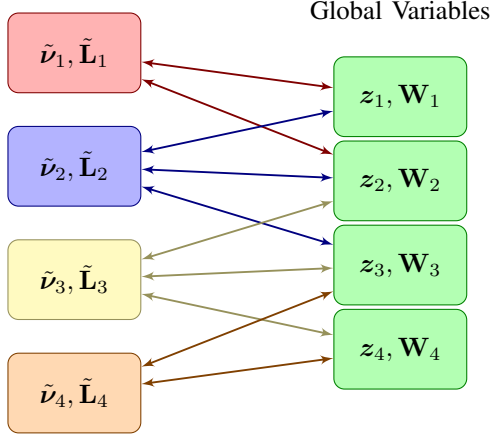 Global Variables
ν̃₁, L̃₁
z₁, W₁
ν̃₂, L̃₂
z₂, W₂
ν̃₃, L̃₃
z₃, W₃
z₄, W₄
ν̃₄, L̃₄